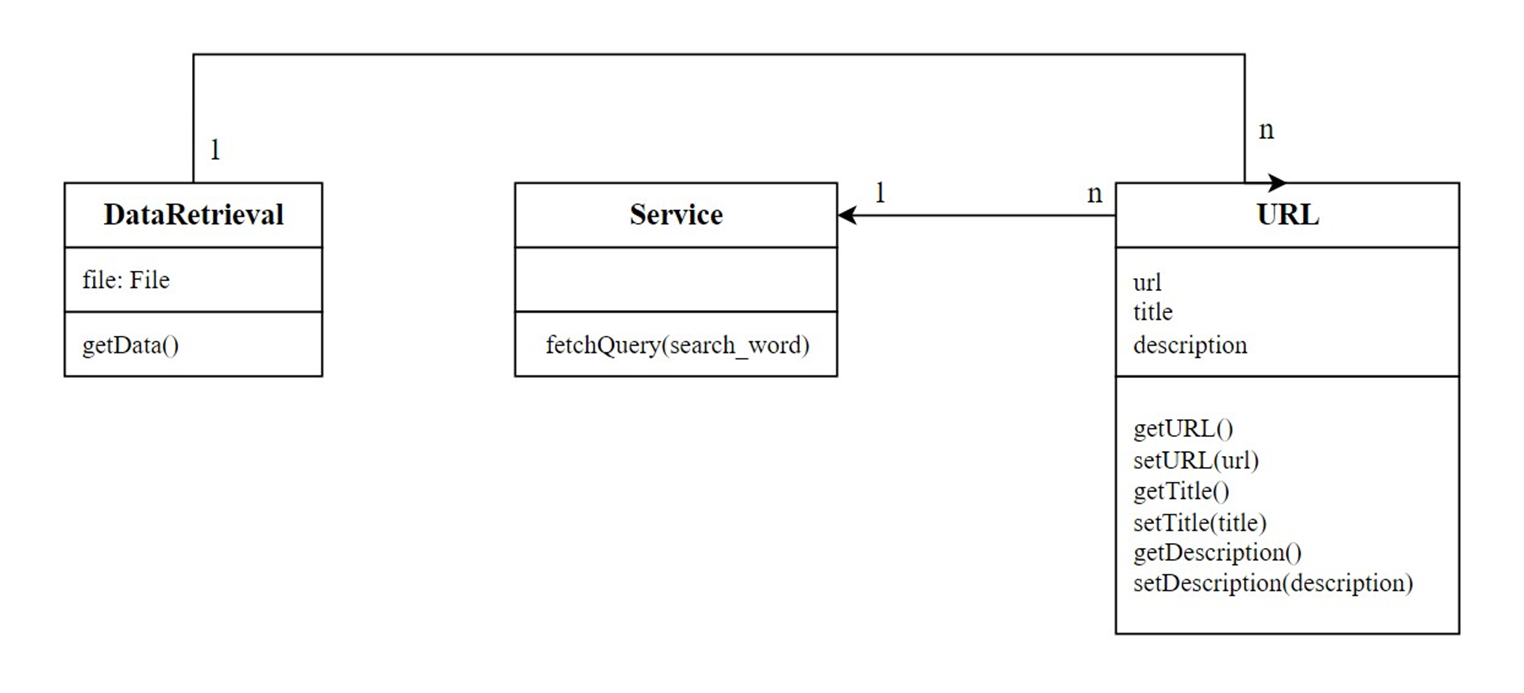 1
n
DataRetrieval
file: File
getData()
Service
fetchQuery(search_word)
1
n
URL
url
title
description
getURL()
setURL(url)
getTitle()
setTitle(title)
getDescription()
setDescription(description)